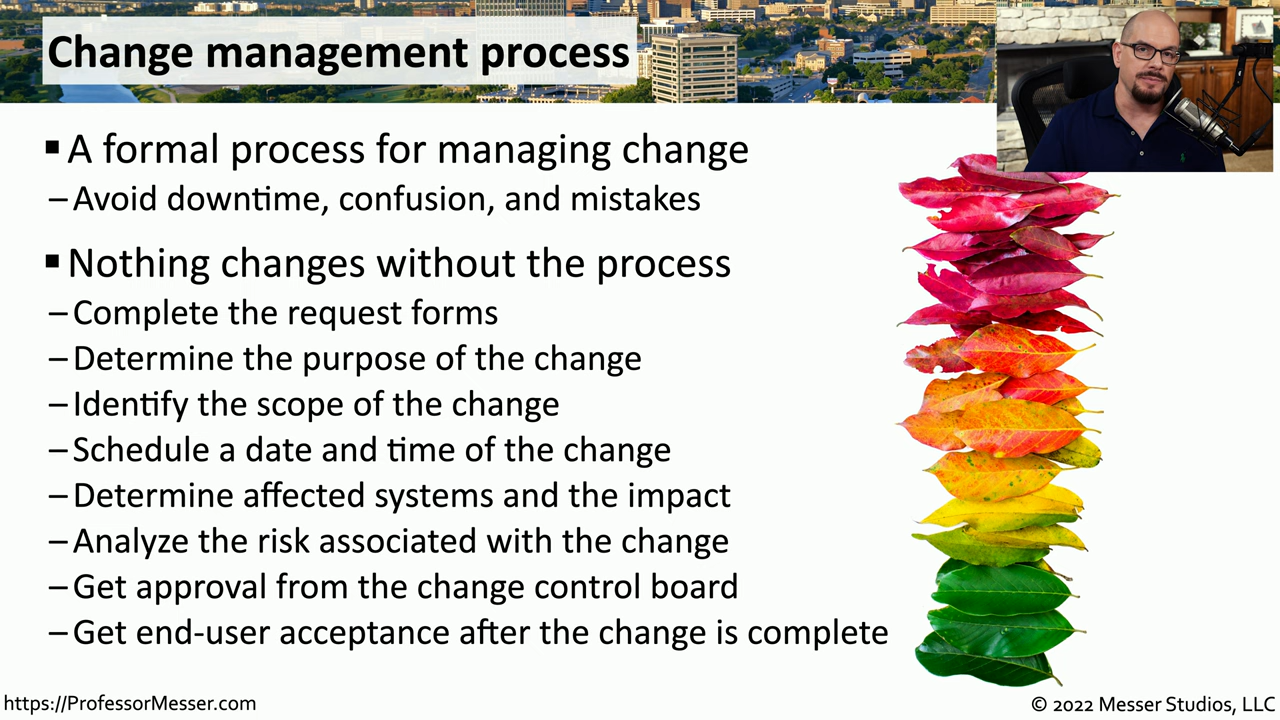 Change management process
▪ A formal process for managing change
– Avoid downtime, confusion, and mistakes
▪ Nothing changes without the process
– Complete the request forms
– Determine the purpose of the change
– Identify the scope of the change
– Schedule a date and time of the change
– Determine affected systems and the impact
– Analyze the risk associated with the change
– Get approval from the change control board
– Get end-user acceptance after the change is complete
https://ProfessorMesser.com
© 2022 Messer Studios, LLC